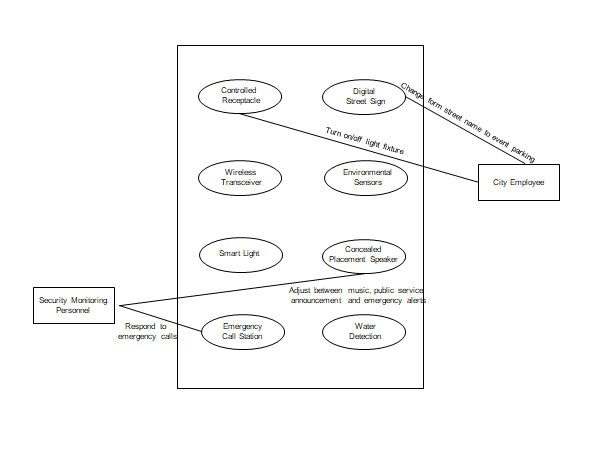 Controlled
Receptacle
Digital
Street Sign
Change form street name to event parking
Turn on/off light fixture
Wireless
Transceiver
Environmental
Sensors
City Employee
Smart Light
Concealed
Placement Speaker
Security Monitoring
Personnel
Adjust between music, public service
announcement and emergency alerts
Respond to
emergency calls
Emergency
Call Station
Water
Detection